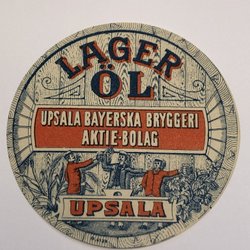 LAGER
ÖL
UPSALA BAYERSKA BRYGGERI
AKTIE-BOLAG
UPSALA